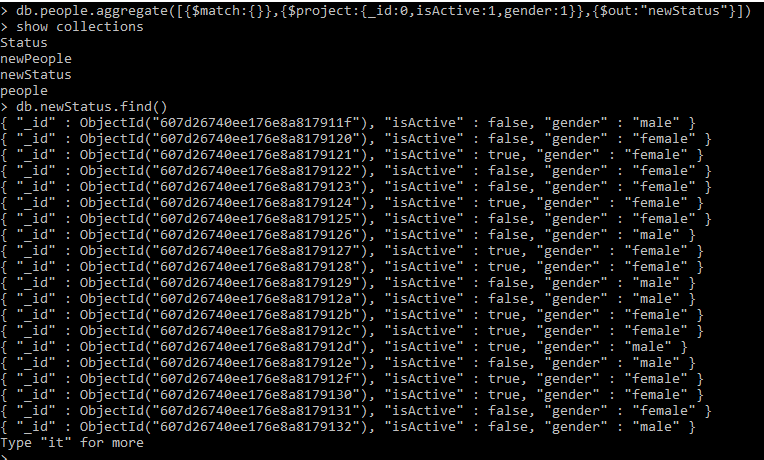 > db.people.aggregate([{$match:{}},{$project:{_id:0,isActive:1,gender:1}},{$out:"newStatus"}])
> show collections
Status
newPeople
newStatus
people
> db.newStatus.find()
{ "_id" : ObjectId("607d26740ee176e8a817911f"), "isActive" : false, "gender" : "male" }
{ "_id" : ObjectId("607d26740ee176e8a8179120"), "isActive" : false, "gender" : "female" }
{ "_id" : ObjectId("607d26740ee176e8a8179121"), "isActive" : true, "gender" : "female" }
{ "_id" : ObjectId("607d26740ee176e8a8179122"), "isActive" : false, "gender" : "female" }
{ "_id" : ObjectId("607d26740ee176e8a8179123"), "isActive" : false, "gender" : "female" }
{ "_id" : ObjectId("607d26740ee176e8a8179124"), "isActive" : true, "gender" : "female" }
{ "_id" : ObjectId("607d26740ee176e8a8179125"), "isActive" : false, "gender" : "female" }
{ "_id" : ObjectId("607d26740ee176e8a8179126"), "isActive" : false, "gender" : "male" }
{ "_id" : ObjectId("607d26740ee176e8a8179127"), "isActive" : true, "gender" : "female" }
{ "_id" : ObjectId("607d26740ee176e8a8179128"), "isActive" : true, "gender" : "female" }
{ "_id" : ObjectId("607d26740ee176e8a8179129"), "isActive" : false, "gender" : "male" }
{ "_id" : ObjectId("607d26740ee176e8a817912a"), "isActive" : false, "gender" : "male" }
{ "_id" : ObjectId("607d26740ee176e8a817912b"), "isActive" : true, "gender" : "female" }
{ "_id" : ObjectId("607d26740ee176e8a817912c"), "isActive" : true, "gender" : "female" }
{ "_id" : ObjectId("607d26740ee176e8a817912d"), "isActive" : true, "gender" : "male" }
{ "_id" : ObjectId("607d26740ee176e8a817912e"), "isActive" : false, "gender" : "male" }
{ "_id" : ObjectId("607d26740ee176e8a817912f"), "isActive" : true, "gender" : "female" }
{ "_id" : ObjectId("607d26740ee176e8a8179130"), "isActive" : true, "gender" : "female" }
{ "_id" : ObjectId("607d26740ee176e8a8179131"), "isActive" : false, "gender" : "female" }
{ "_id" : ObjectId("607d26740ee176e8a8179132"), "isActive" : false, "gender" : "male" }
Type "it" for more
>